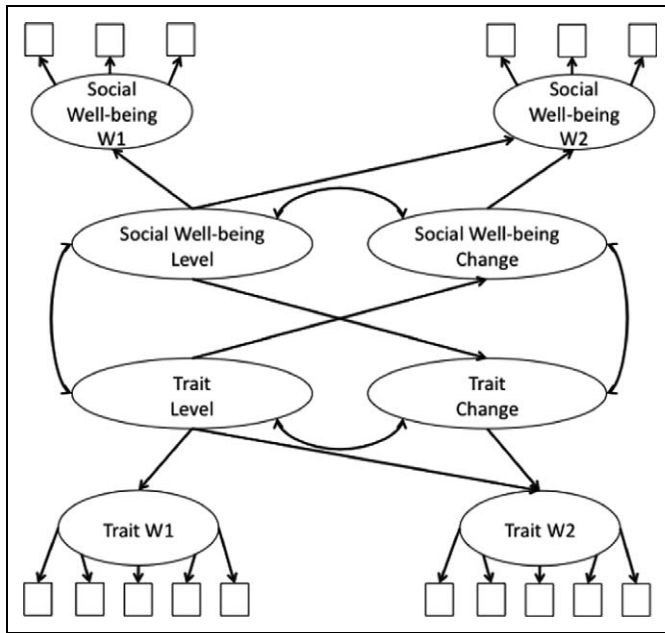 Social
Well-being
W1
Social
Well-being
W2
Social Well-being
Level
Social Well-being
Change
Trait
Level
Trait
Change
Trait W1
Trait W2